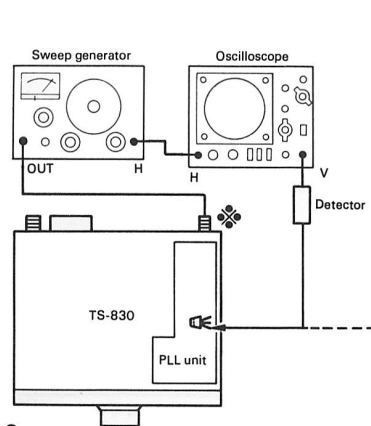 Sweep generator
Oscilloscope
OUT
H
H
V
Detector
※
TS-830
PLL unit